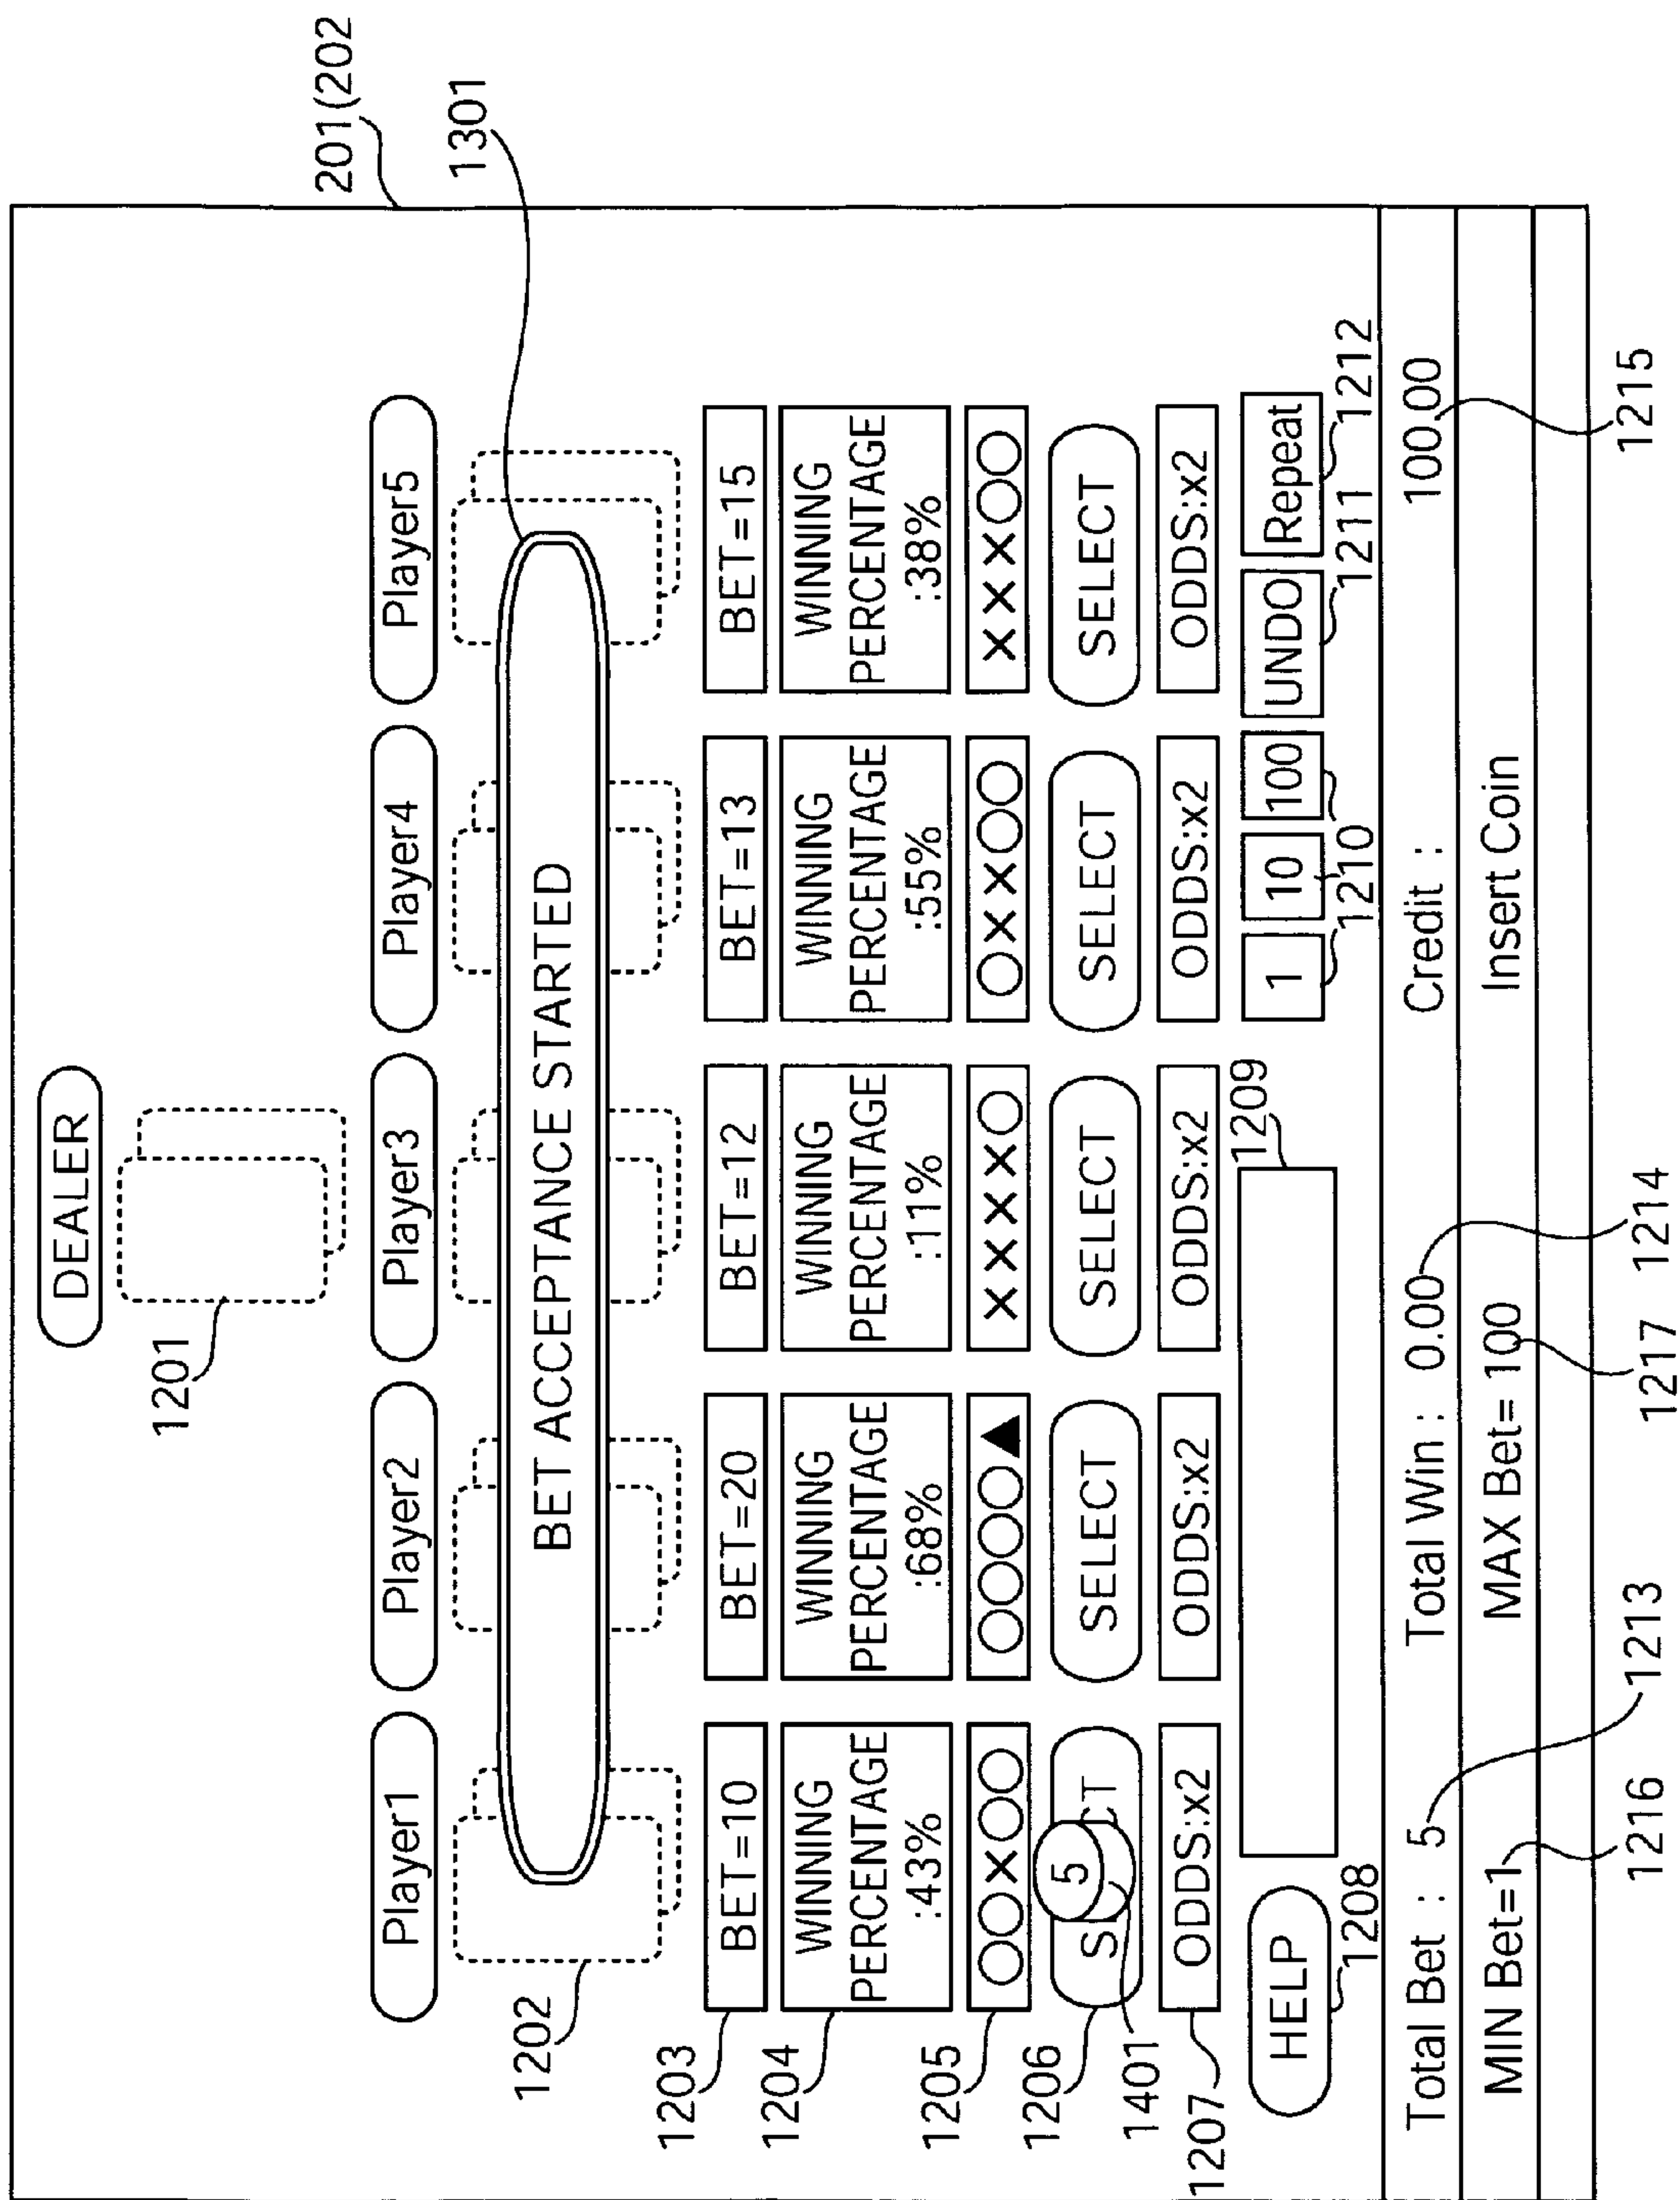 201(202
1301
DEALER
1201
Player1 Player2 Player3 Player4 Player5
BET ACCEPTANCE STARTED
1202
1203
BET=10 BET=20 BET=12 BET=13 BET=15
1204
WINNING WINNING WINNING WINNING WINNING
PERCENTAGE PERCENTAGE PERCENTAGE PERCENTAGE PERCENTAGE
:43% :68% :11% :55% :38%
1205
○○×○○ ○○○○▲ ××××○ ○××○○ ×××○○
1206
SELECT SELECT SELECT SELECT
5
1401
1207
ODDS:x2 ODDS:x2 ODDS:x2 ODDS:x2 ODDS:x2
HELP 1208
1209
1 10 100 UNDO Repeat
1210 1211 1212
Total Bet : 5 Total Win : 0.00 Credit : 100.00
MIN Bet=1 MAX Bet= 100 Insert Coin
1216 1213 1217 1214 1215